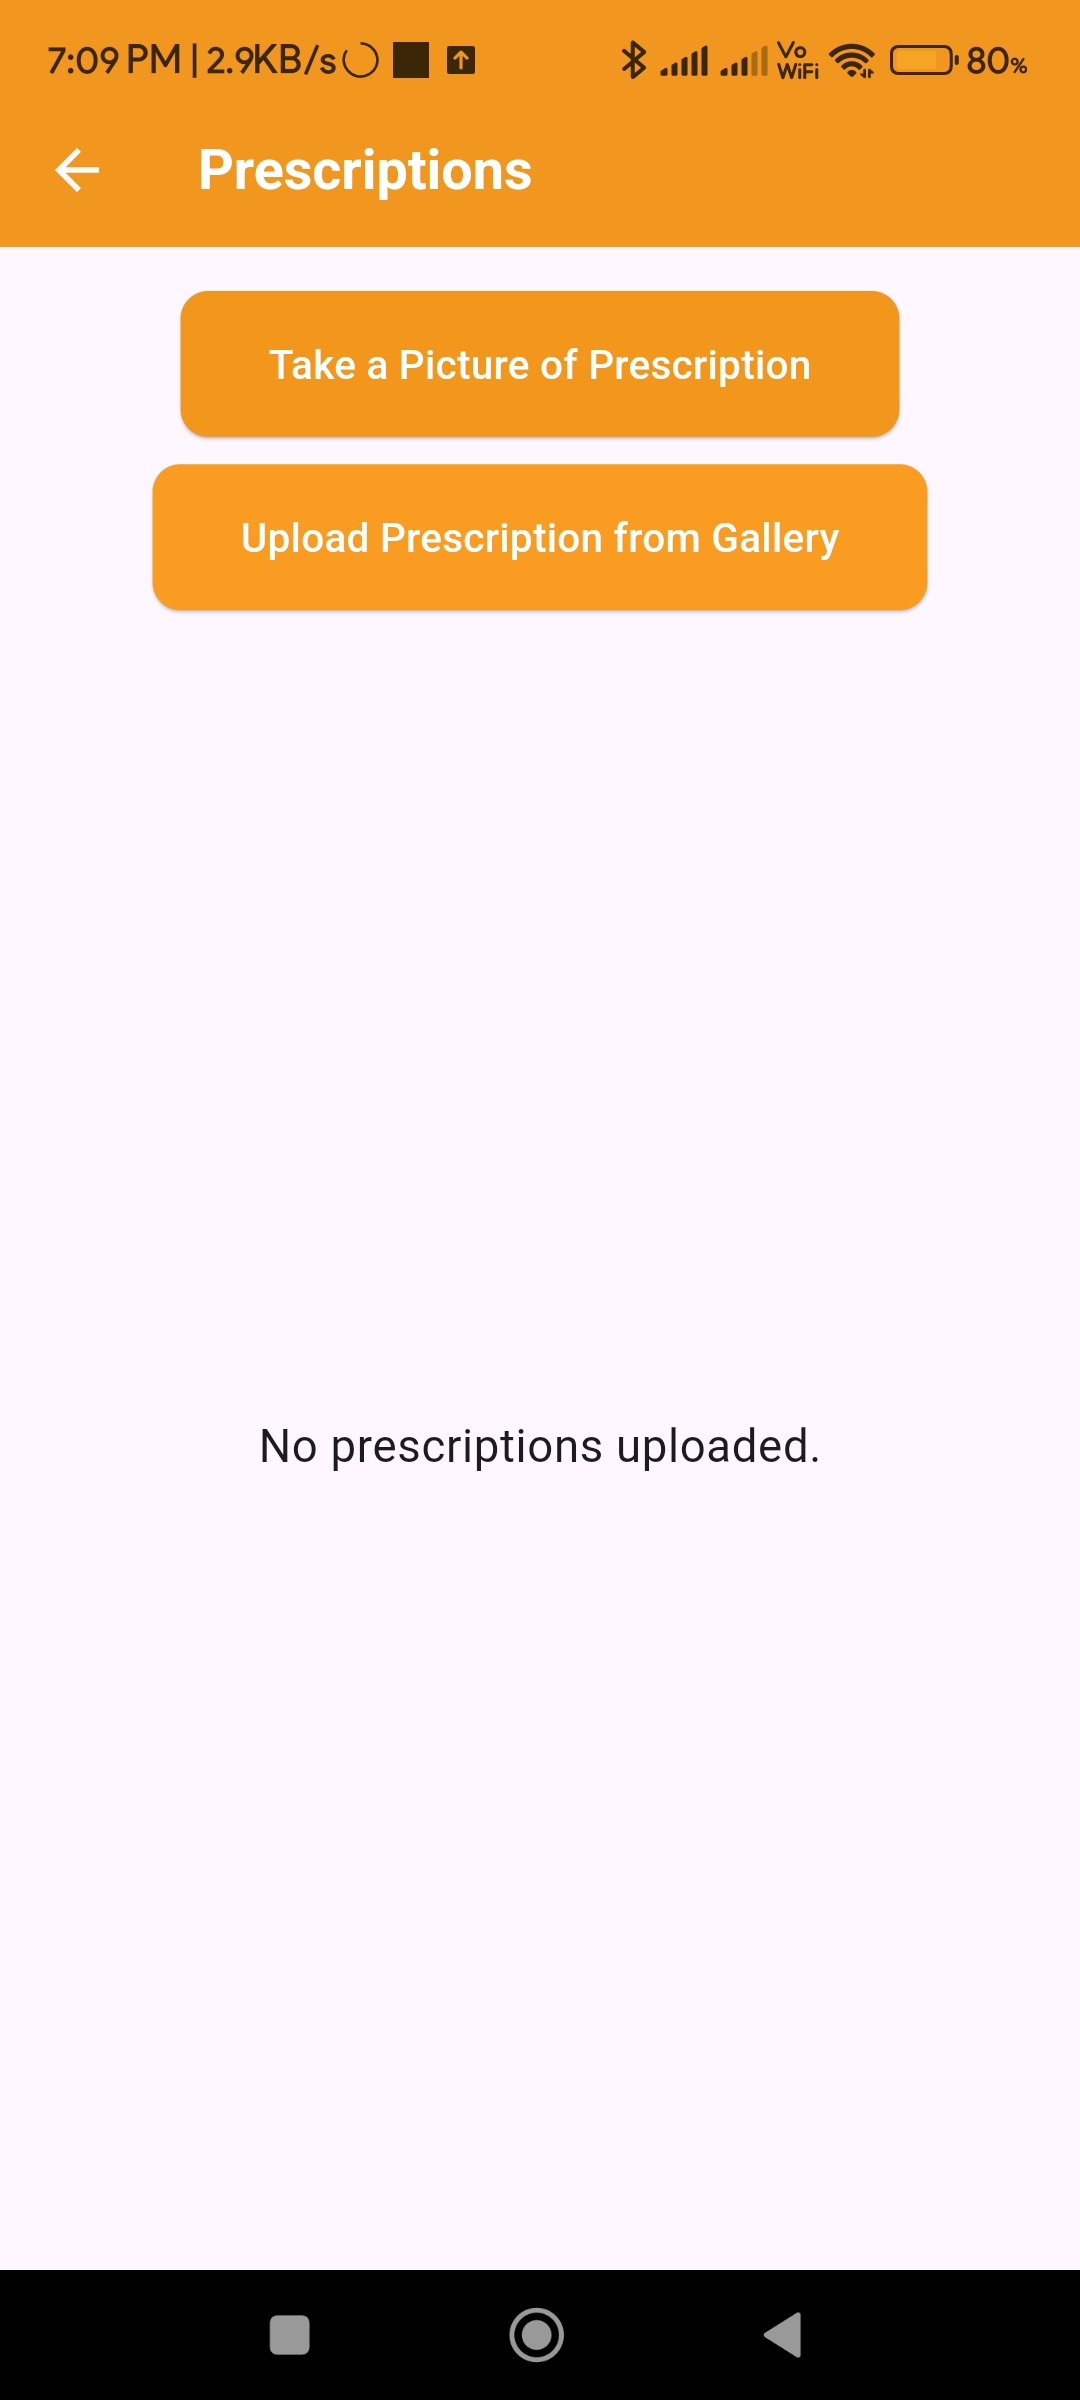 7:09 PM | 2.9KB/s Vo WiFi 80%
Prescriptions
Take a Picture of Prescription
Upload Prescription from Gallery
No prescriptions uploaded.